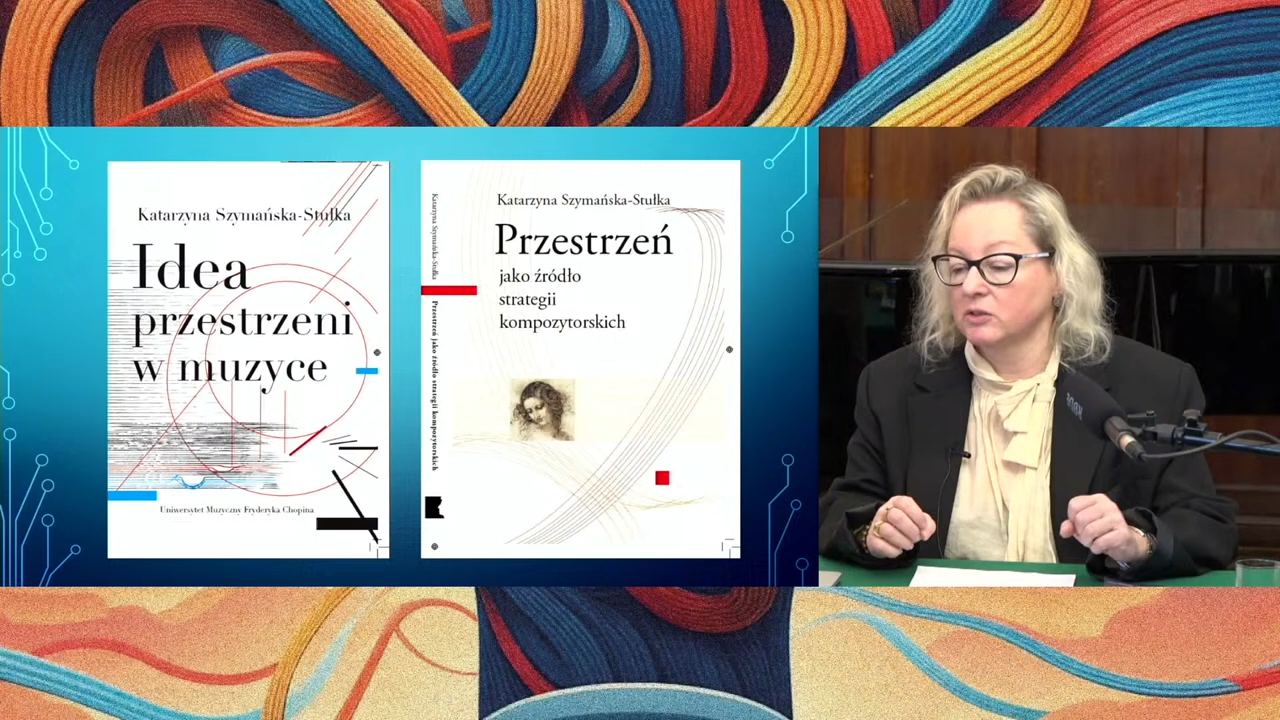 Katarzyna Szymańska-Stułka
Idea
przestrzeni
w muzyce
Uniwersytet Muzyczny Fryderyka Chopina
Katarzyna Szymańska-Stułka
Przestrzeń jako źródło strategii kompozytorskich
Katarzyna Szymańska-Stułka
Przestrzeń
jako źródło
strategii
kompozytorskich
RØDE